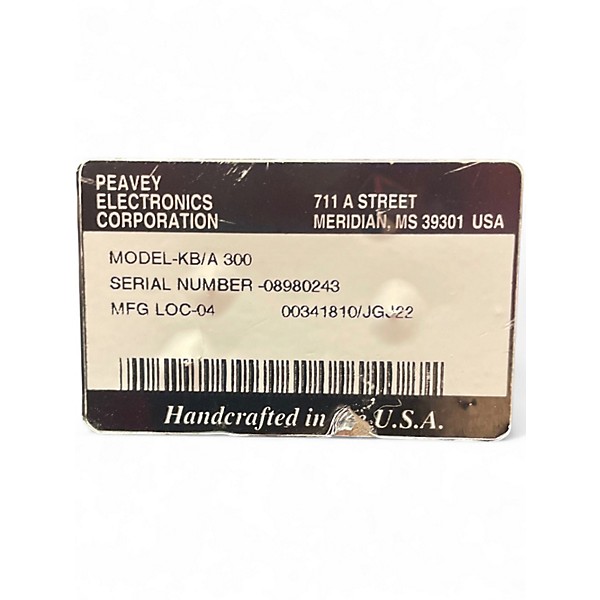 PEAVEY
ELECTRONICS
CORPORATION
711 A STREET
MERIDIAN, MS 39301 USA
MODEL-KB/A 300
SERIAL NUMBER -08980243
MFG LOC-04 00341810/JGJ22
Handcrafted in U.S.A.